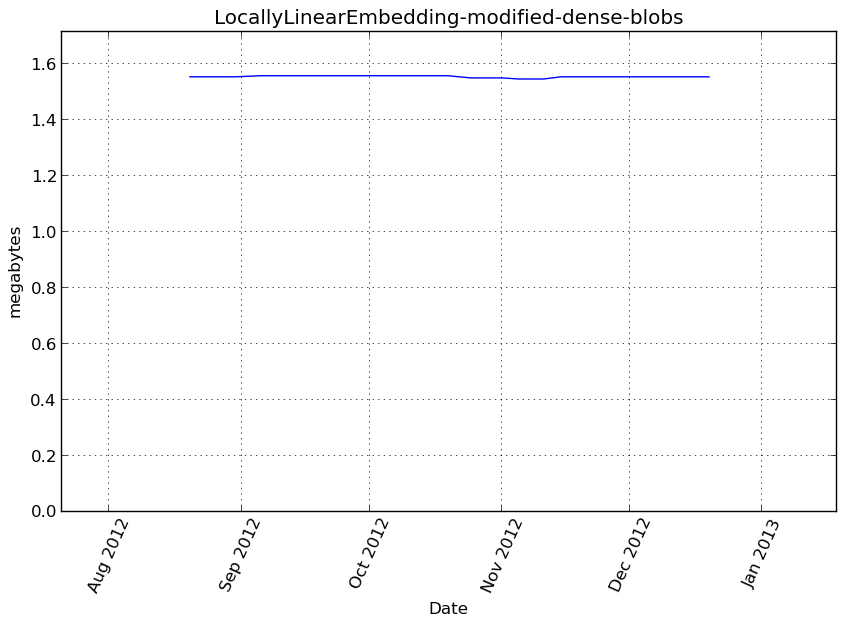 LocallyLinearEmbedding-modified-dense-blobs
megabytes
1.6
1.4
1.2
1.0
0.8
0.6
0.4
0.2
0.0
Aug 2012
Sep 2012
Oct 2012
Nov 2012
Dec 2012
Jan 2013
Date